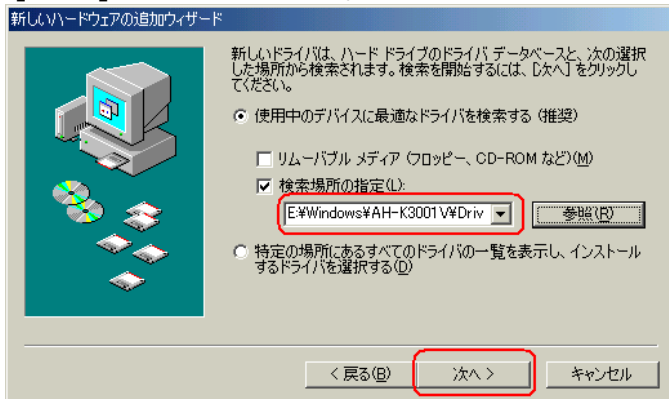 新しいハードウェアの追加ウィザード
新しいドライバは、ハード ドライブのドライバ データベースと、次の選択
した場所から検索されます。検索を開始するには、[次へ] をクリックし
てください。
使用中のデバイスに最適なドライバを検索する (推奨)
リムーバブル メディア (フロッピー、CD-ROM など)(M)
検索場所の指定(L):
E:¥Windows¥AH-K3001V¥Driv
参照(R)
特定の場所にあるすべてのドライバの一覧を表示し、インストール
するドライバを選択する(D)
< 戻る(B)
次へ >
キャンセル